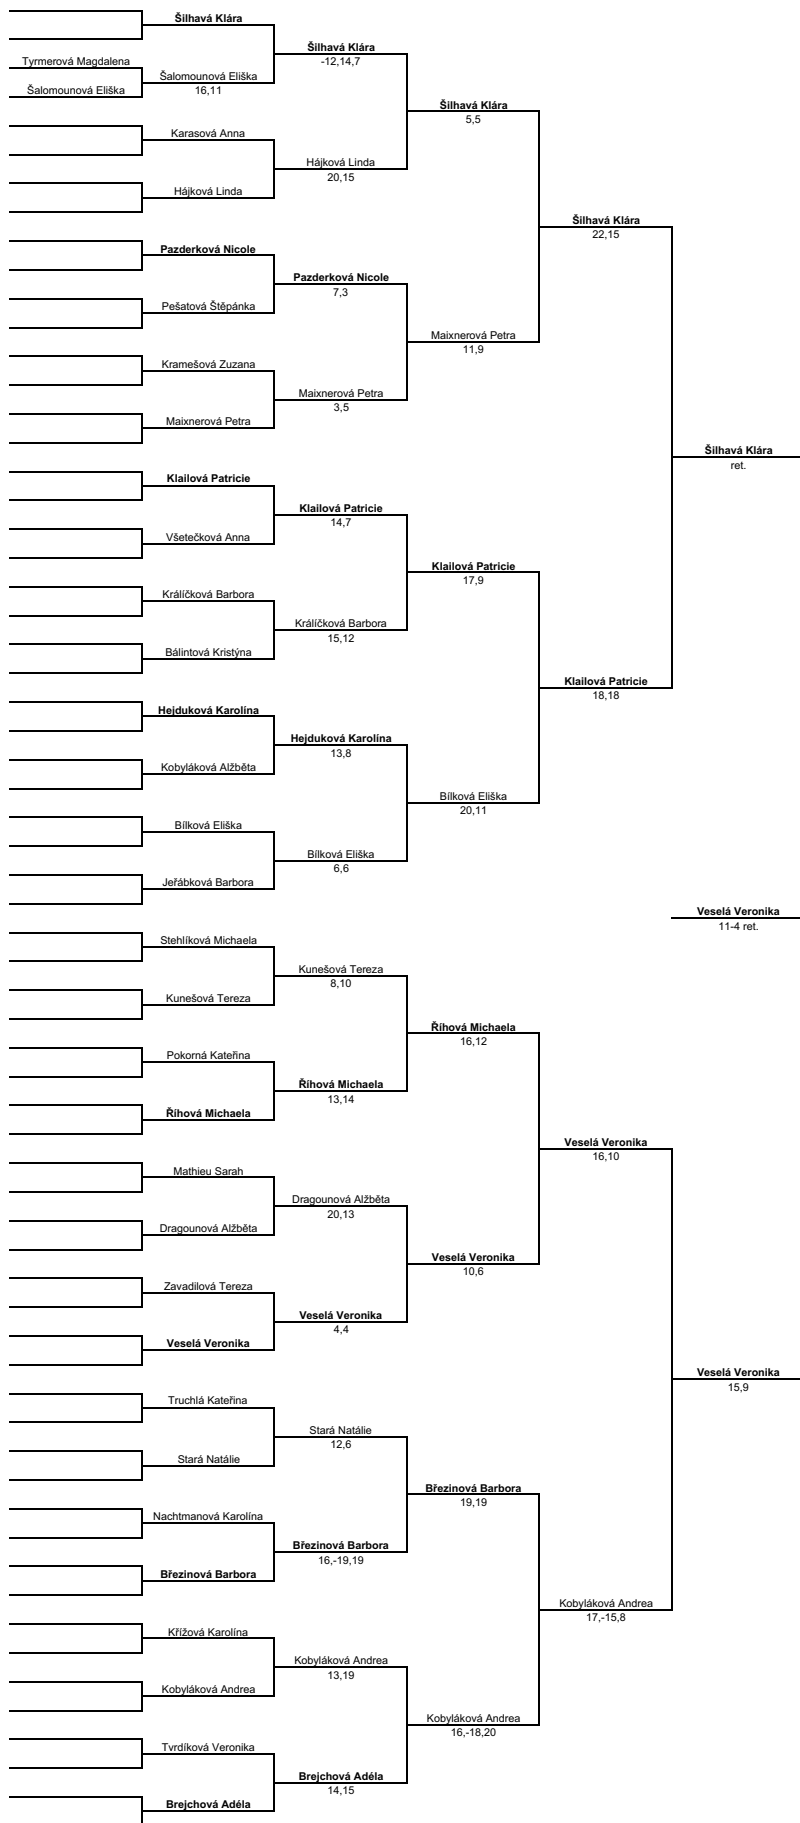 Šilhavá Klára
Šilhavá Klára
Tyrmerová Magdalena
-12,14,7
Šalomounová Eliška
Šalomounová Eliška
16,11
Šilhavá Klára
5,5
Karasová Anna
Hájková Linda
20,15
Hájková Linda
Šilhavá Klára
22,15
Pazderková Nicole
Pazderková Nicole
7,3
Pešatová Štěpánka
Maixnerová Petra
11,9
Kramešová Zuzana
Maixnerová Petra
3,5
Maixnerová Petra
Šilhavá Klára
ret.
Klailová Patricie
Klailová Patricie
14,7
Všetečková Anna
Klailová Patricie
17,9
Králíčková Barbora
Králíčková Barbora
15,12
Bálintová Kristýna
Klailová Patricie
18,18
Hejduková Karolína
Hejduková Karolína
13,8
Kobyláková Alžběta
Bílková Eliška
20,11
Bílková Eliška
Bílková Eliška
6,6
Jeřábková Barbora
Veselá Veronika
11-4 ret.
Stehlíková Michaela
Kunešová Tereza
8,10
Kunešová Tereza
Říhová Michaela
16,12
Pokorná Kateřina
Říhová Michaela
13,14
Říhová Michaela
Veselá Veronika
16,10
Mathieu Sarah
Dragounová Alžběta
20,13
Dragounová Alžběta
Veselá Veronika
10,6
Zavadilová Tereza
Veselá Veronika
4,4
Veselá Veronika
Veselá Veronika
15,9
Truchlá Kateřina
Stará Natálie
12,6
Stará Natálie
Březinová Barbora
19,19
Nachtmanová Karolína
Březinová Barbora
16,-19,19
Březinová Barbora
Kobyláková Andrea
17,-15,8
Křížová Karolína
Kobyláková Andrea
13,19
Kobyláková Andrea
Kobyláková Andrea
16,-18,20
Tvrdíková Veronika
Brejchová Adéla
14,15
Brejchová Adéla